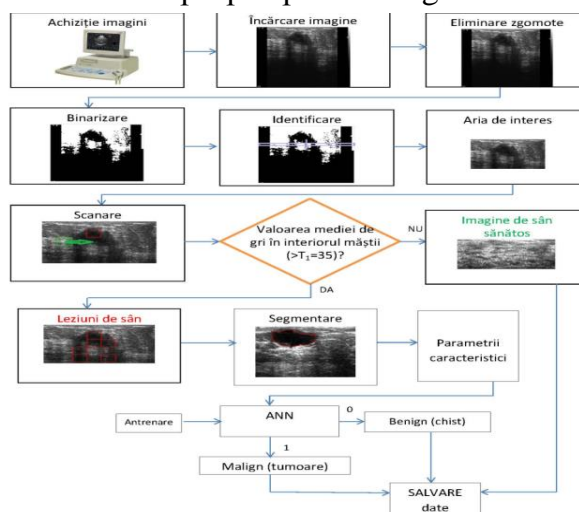 Achiziție imagini
Încărcare imagine
Eliminare zgomote
Binarizare
Identificare
Aria de interes
Scanare
Valoarea mediei de
gri în interiorul măștii
(>T₁=35)?
NU
Imagine de sân
sănătos
DA
Leziuni de sân
Segmentare
Parametrii
caracteristici
Antrenare
ANN
0
Benign (chist)
1
Malign (tumoare)
SALVARE
date